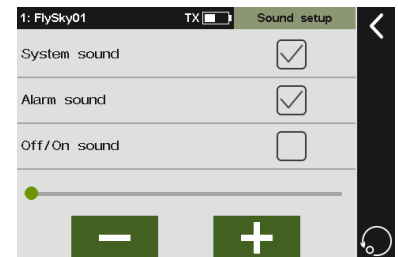 1: FlySky01 TX Sound setup
System sound
Alarm sound
Off/On sound